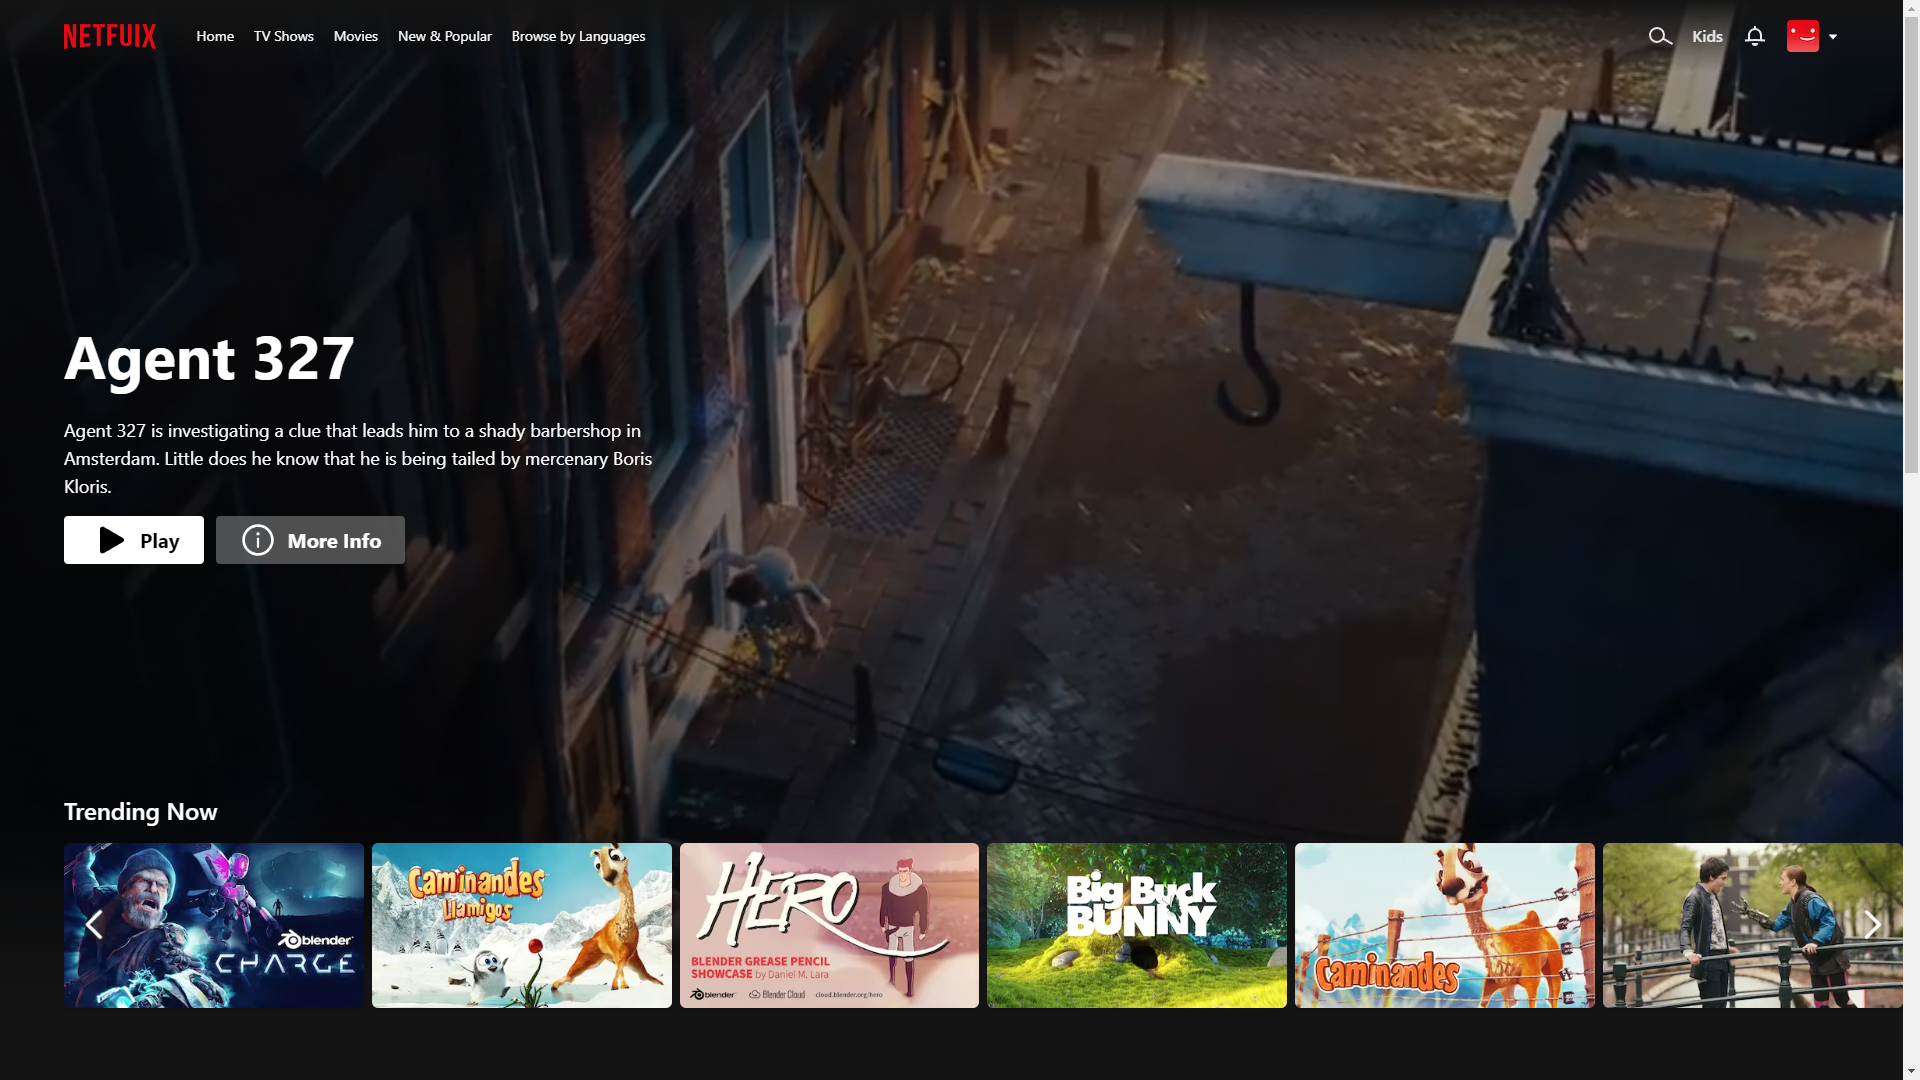 NETFUIX
Home
TV Shows
Movies
New & Popular
Browse by Languages
Kids
Agent 327
Agent 327 is investigating a clue that leads him to a shady barbershop in
Amsterdam. Little does he know that he is being tailed by mercenary Boris
Kloris.
Play
More Info
Trending Now
blender
CHARGE
Caminandes
Llamigos
HERO
BLENDER GREASE PENCIL
SHOWCASE by Daniel M. Lara
blender
Blender Cloud
cloud.blender.org/hero
Big Buck
BUNNY
Caminandes